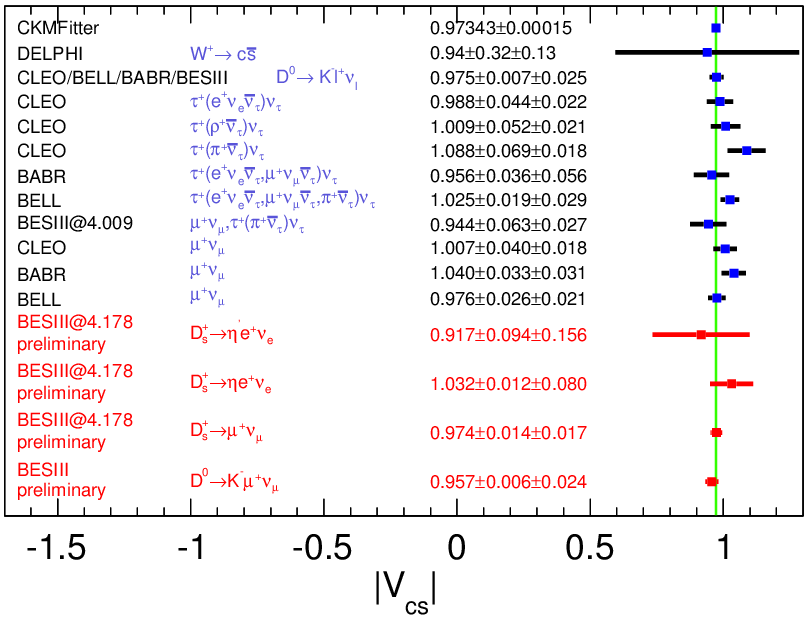 CKMFitter 0.97343±0.00015
DELPHI W⁺→ cs̅ 0.94±0.32±0.13
CLEO/BELL/BABR/BESIII D⁰→ K⁻l⁺νₗ 0.975±0.007±0.025
CLEO τ⁺(e⁺νₑν̅_τ)ν_τ 0.988±0.044±0.022
CLEO τ⁺(ρ⁺ν̅_τ)ν_τ 1.009±0.052±0.021
CLEO τ⁺(π⁺ν̅_τ)ν_τ 1.088±0.069±0.018
BABR τ⁺(e⁺νₑν̅_τ,μ⁺ν_μν̅_τ)ν_τ 0.956±0.036±0.056
BELL τ⁺(e⁺νₑν̅_τ,μ⁺ν_μν̅_τ,π⁺ν̅_τ)ν_τ 1.025±0.019±0.029
BESIII@4.009 μ⁺ν_μ,τ⁺(π⁺ν̅_τ)ν_τ 0.944±0.063±0.027
CLEO μ⁺ν_μ 1.007±0.040±0.018
BABR μ⁺ν_μ 1.040±0.033±0.031
BELL μ⁺ν_μ 0.976±0.026±0.021
BESIII@4.178
preliminary D_s⁺→η′e⁺νₑ 0.917±0.094±0.156
BESIII@4.178
preliminary D_s⁺→ηe⁺νₑ 1.032±0.012±0.080
BESIII@4.178
preliminary D_s⁺→μ⁺ν_μ 0.974±0.014±0.017
BESIII
preliminary D⁰→K⁻μ⁺ν_μ 0.957±0.006±0.024
-1.5 -1 -0.5 0 0.5 1
|V_cs|